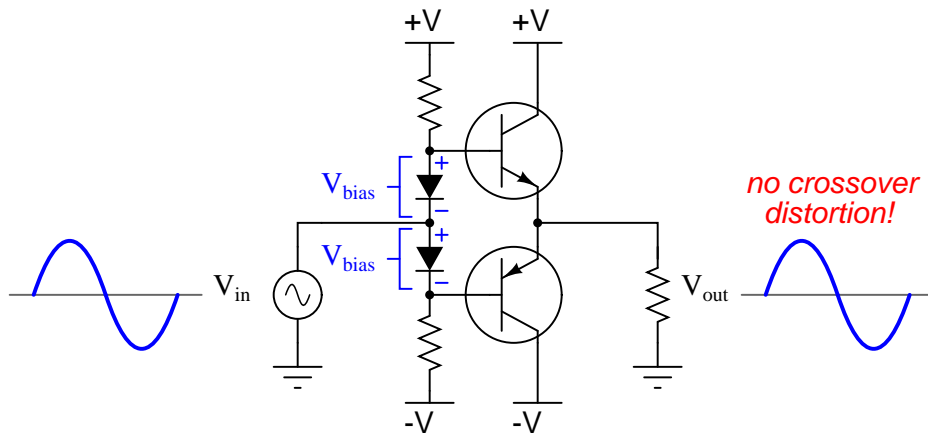 +V +V
+
V_bias
−
+
V_bias
−
V_in
V_out
no crossover
distortion!
-V -V